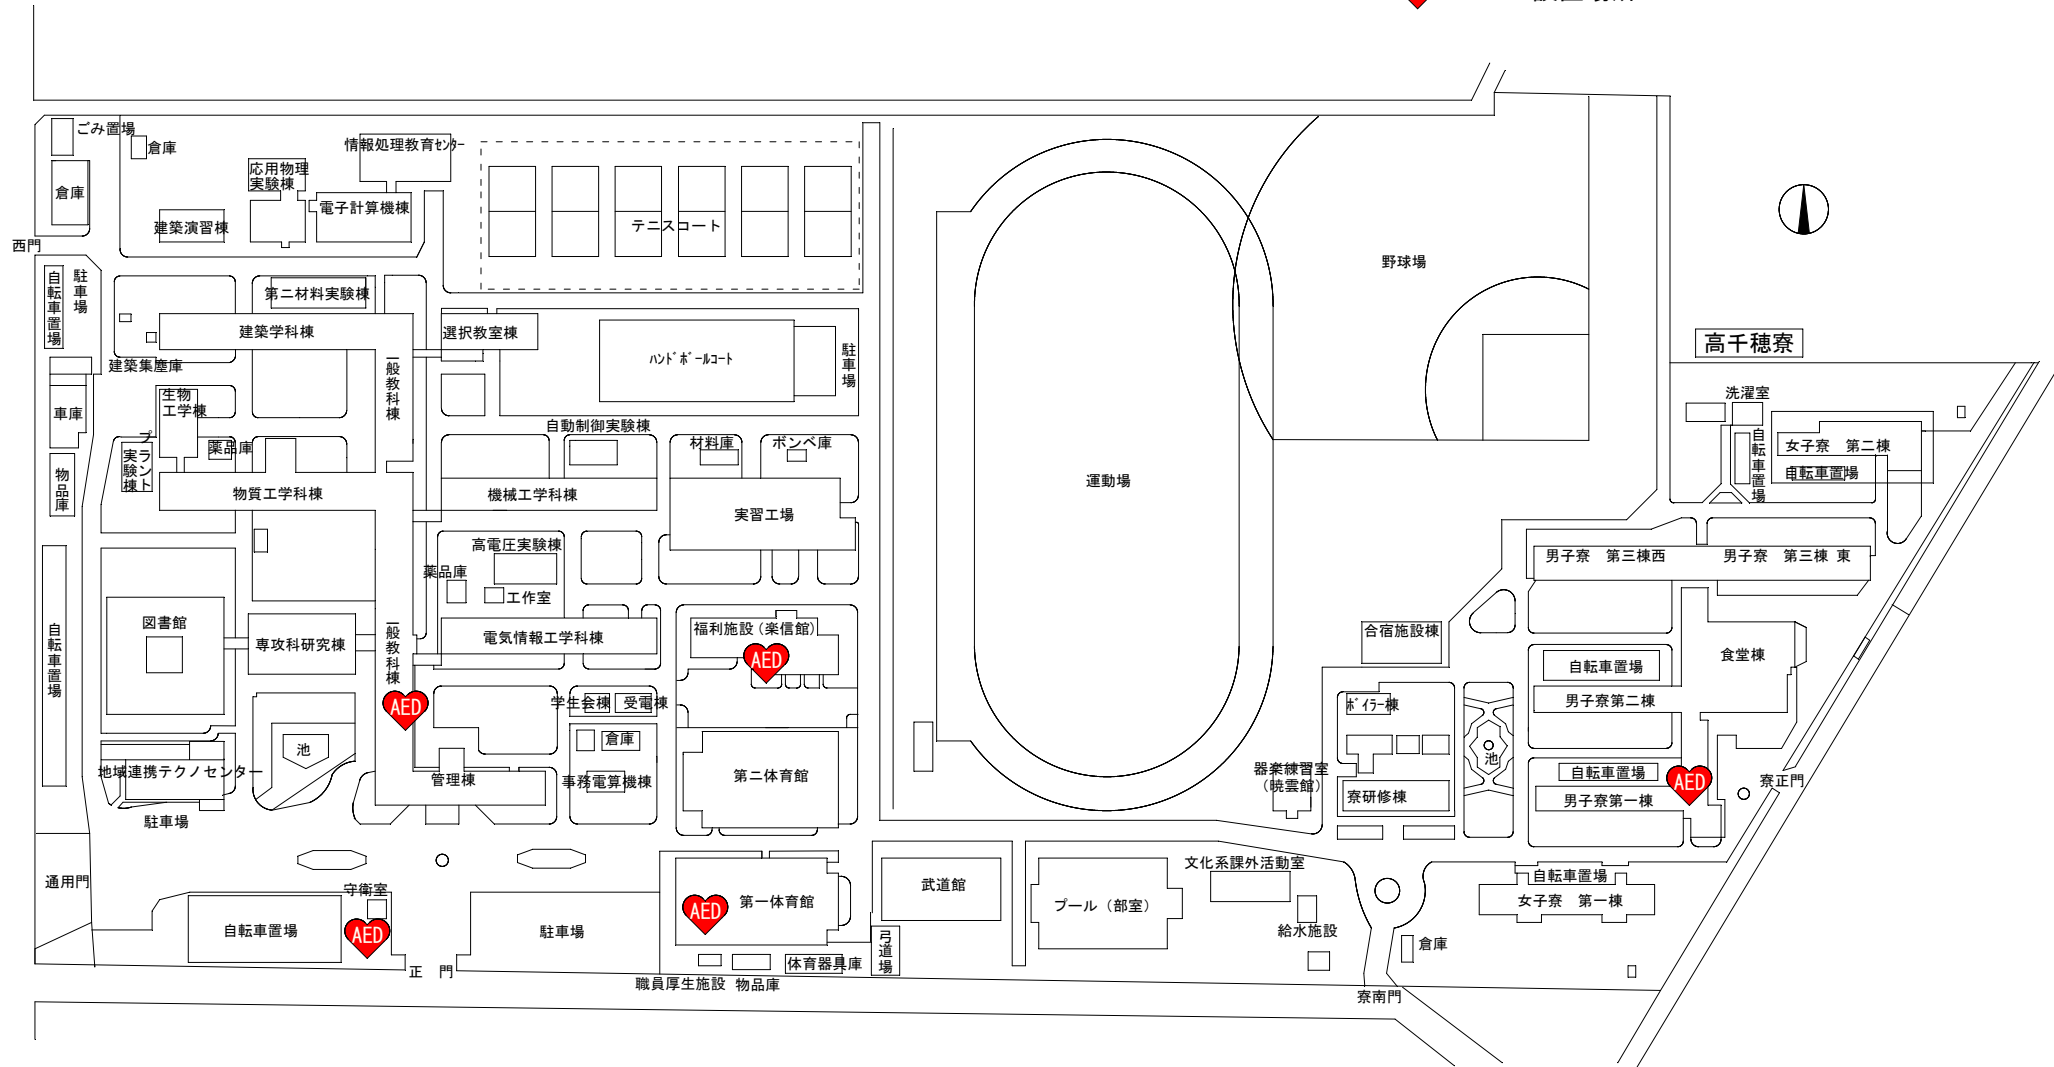 ごみ置場
倉庫
情報処理教育ｾﾝﾀｰ
応用物理
実験棟
倉庫
電子計算機棟
建築演習棟
テニスコート
西門
野球場
駐車場
自転車置場
第二材料実験棟
建築学科棟
選択教室棟
ﾊﾝﾄﾞﾎﾞｰﾙｺｰﾄ
駐車場
高千穂寮
建築集塵庫
一般教科棟
生物
工学棟
車庫
洗濯室
自動制御実験棟
材料庫
ボンベ庫
薬品庫
プラント
実験棟
自転車置場
女子寮　第二棟
自転車置場
物品庫
物質工学科棟
機械工学科棟
運動場
実習工場
高電圧実験棟
薬品庫
工作室
男子寮　第三棟西
男子寮　第三棟 東
図書館
専攻科研究棟
一般教科棟
電気情報工学科棟
福利施設（楽信館）
AED
合宿施設棟
自転車置場
食堂棟
自転車置場
AED
学生会棟
受電棟
ﾎﾞｲﾗｰ棟
男子寮第二棟
池
倉庫
池
地域連携テクノセンター
管理棟
事務電算機棟
第二体育館
器楽練習室
（暁雲館）
寮研修棟
自転車置場
AED
男子寮第一棟
寮正門
駐車場
通用門
守衛室
自転車置場
AED
駐車場
AED
第一体育館
武道館
プール（部室）
文化系課外活動室
給水施設
自転車置場
女子寮　第一棟
弓道場
倉庫
正　門
体育器具庫
職員厚生施設
物品庫
寮南門